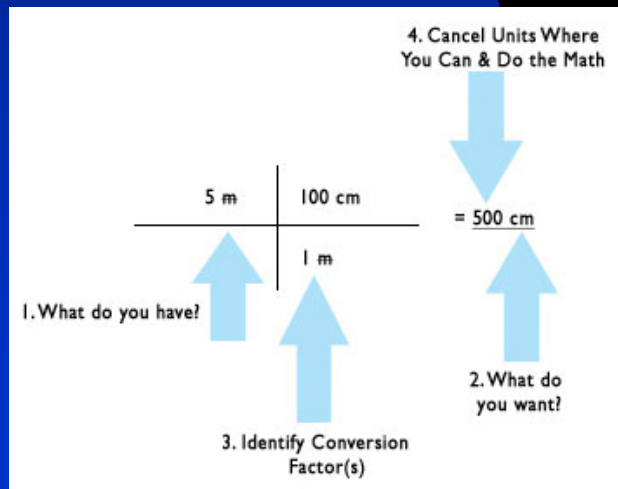 4. Cancel Units Where
You Can & Do the Math
5 m
100 cm
= 500 cm
1 m
1. What do you have?
2. What do
you want?
3. Identify Conversion
Factor(s)